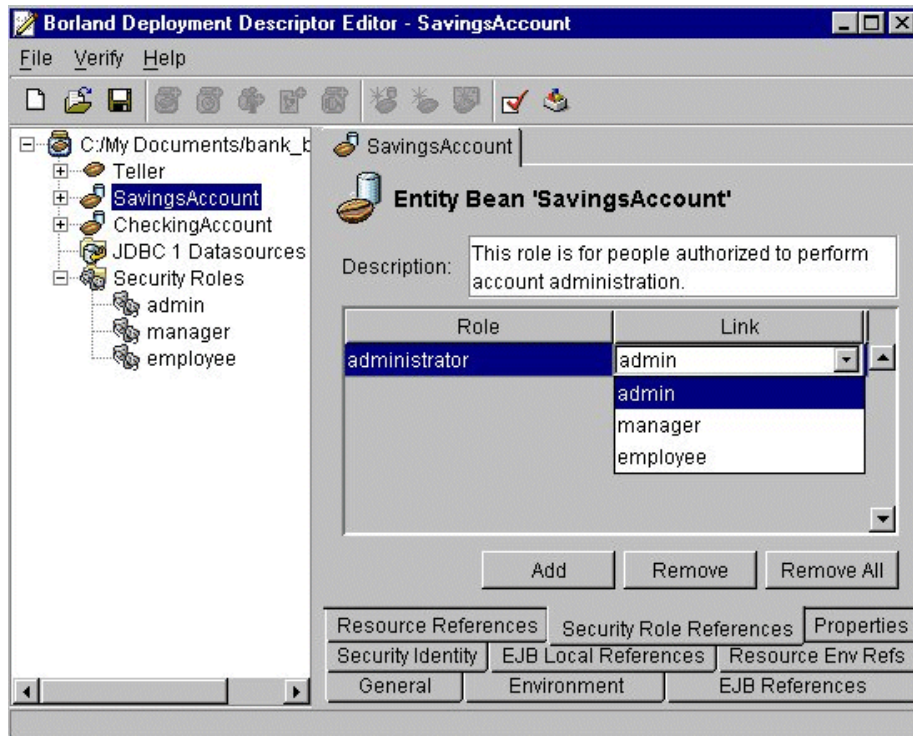 Borland Deployment Descriptor Editor - SavingsAccount
File Verify Help
C:/My Documents/bank_b
Teller
SavingsAccount
CheckingAccount
JDBC 1 Datasources
Security Roles
admin
manager
employee
SavingsAccount
Entity Bean 'SavingsAccount'
Description:
This role is for people authorized to perform
account administration.
Role Link
administrator admin
admin
manager
employee
Add Remove Remove All
Resource References Security Role References Properties
Security Identity EJB Local References Resource Env Refs
General Environment EJB References